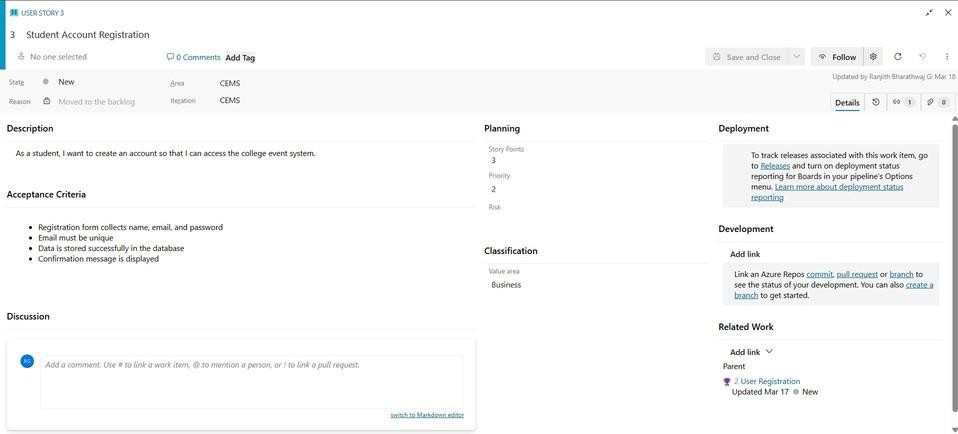 USER STORY 3
3 Student Account Registration
No one selected
0 Comments Add Tag
Save and Close
Follow
State New
Area CEMS
Updated by Ranjith Bharathwaj G: Mar 18
Reason Moved to the backlog
Iteration CEMS
Details
1
0
Description
As a student, I want to create an account so that I can access the college event system.
Acceptance Criteria
• Registration form collects name, email, and password
• Email must be unique
• Data is stored successfully in the database
• Confirmation message is displayed
Discussion
RG
Add a comment. Use # to link a work item, @ to mention a person, or ! to link a pull request.
switch to Markdown editor
Planning
Story Points
3
Priority
2
Risk
Classification
Value area
Business
Deployment
To track releases associated with this work item, go
to Releases and turn on deployment status
reporting for Boards in your pipeline's Options
menu. Learn more about deployment status
reporting
Development
Add link
Link an Azure Repos commit, pull request or branch to
see the status of your development. You can also create a
branch to get started.
Related Work
Add link
Parent
2 User Registration
Updated Mar 17 New